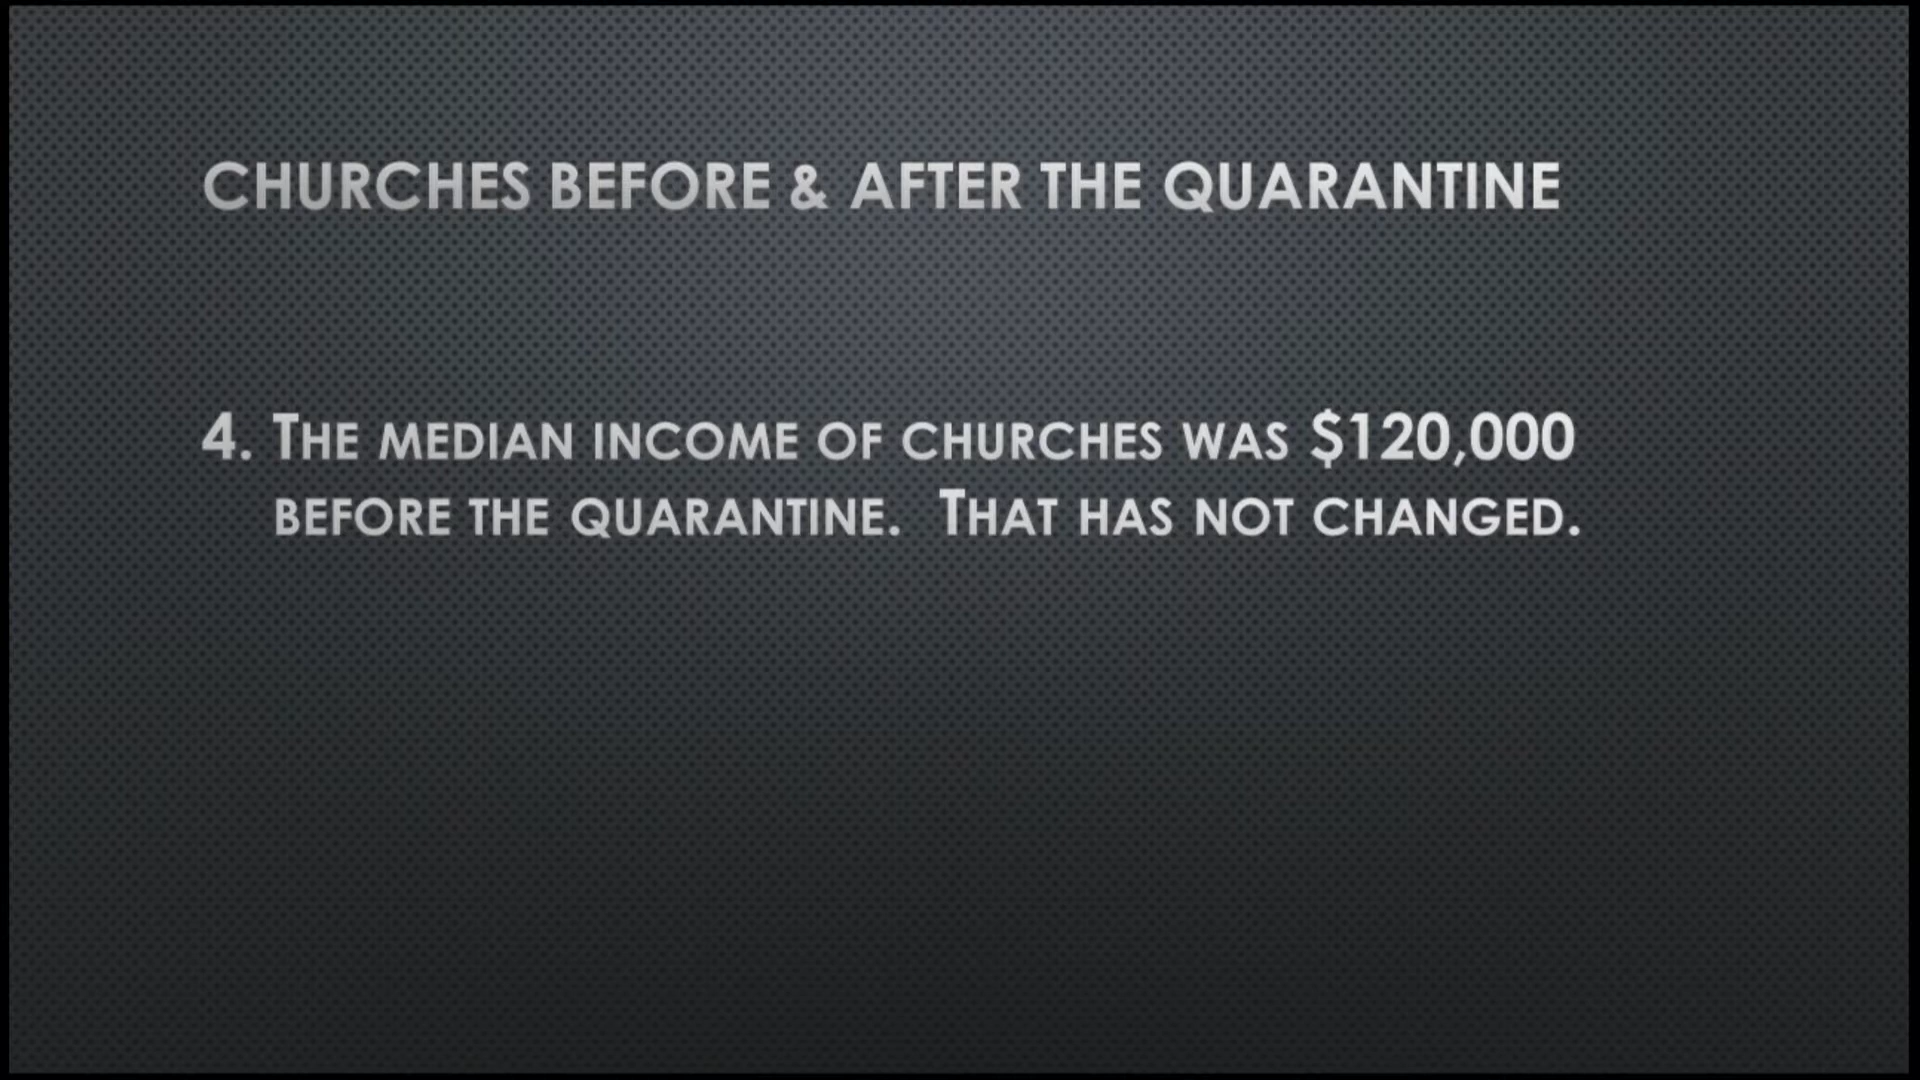 CHURCHES BEFORE & AFTER THE QUARANTINE
4. THE MEDIAN INCOME OF CHURCHES WAS $120,000
BEFORE THE QUARANTINE. THAT HAS NOT CHANGED.